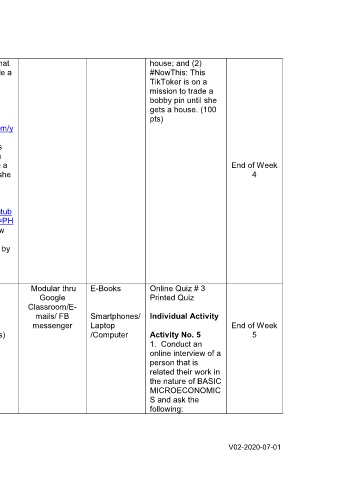 hat
le a
m/y
s
a
she
tub
=PH
w
by
house; and (2)
#NowThis: This
TikToker is on a
mission to trade a
bobby pin until she
gets a house. (100
pts)
End of Week
4
s)
Modular thru
Google
Classroom/E-
mails/ FB
messenger
E-Books
Smartphones/
Laptop
/Computer
Online Quiz # 3
Printed Quiz
Individual Activity
Activity No. 5
1. Conduct an
online interview of a
person that is
related their work in
the nature of BASIC
MICROECONOMIC
S and ask the
following:
End of Week
5
V02-2020-07-01